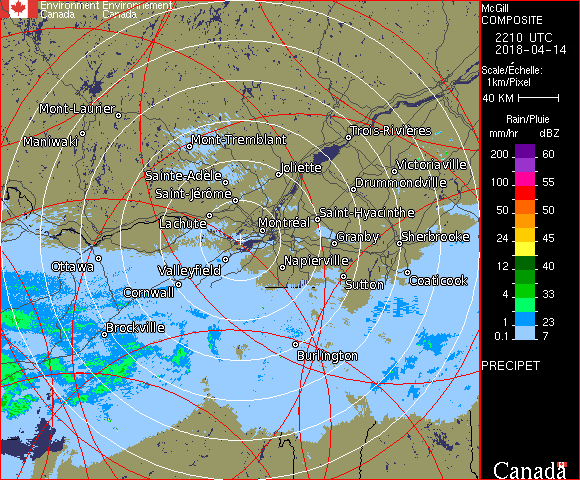 Environment Environnement
Canada Canada
McGill
COMPOSITE
2210 UTC
2018-04-14
Scale/Échelle:
1km/Pixel
40 KM
Rain/Pluie
mm/hr dBZ
200 60
100 55
50 50
24 45
12 40
4 33
1 23
0.1 7
PRECIPET
Canada
Mont-Laurier
Maniwaki
Mont-Tremblant
Trois-Rivières
Sainte-Adèle
Joliette
Victoriaville
Saint-Jérôme
Drummondville
Lachute
Montréal
Saint-Hyacinthe
Granby
Sherbrooke
Ottawa
Valleyfield
Napierville
Cornwall
Sutton
Coaticook
Brockville
Burlington